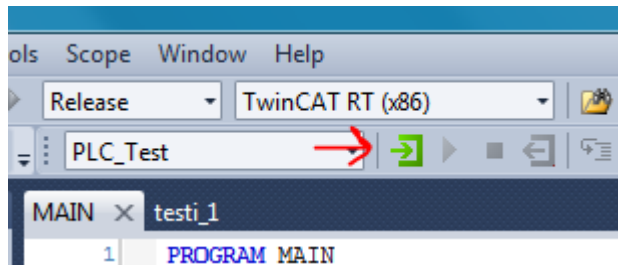 ols Scope Window Help
Release TwinCAT RT (x86)
PLC_Test
MAIN testi_1
1 PROGRAM MAIN